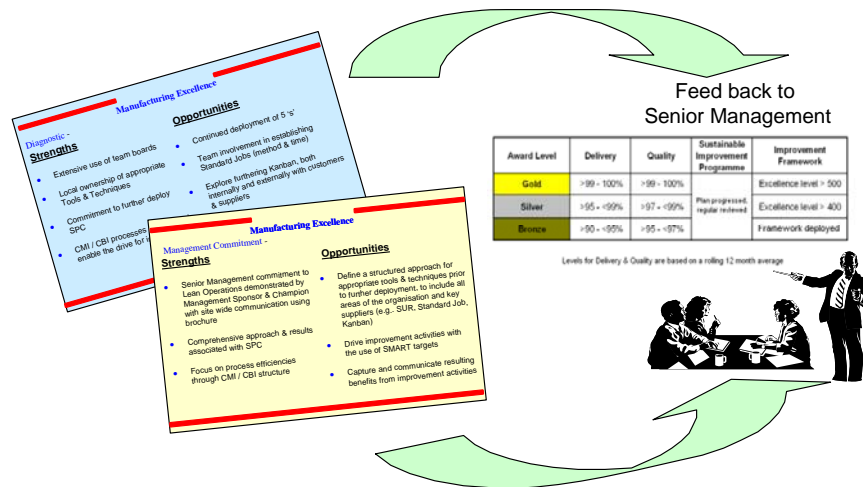 Manufacturing Excellence
Diagnostic -
Strengths
• Extensive use of team boards
• Local ownership of appropriate
Tools & Techniques
• Commitment to further deploy
SPC
• CMI / CBI processes
enable the drive for
Opportunities
• Continued deployment of 5 's'
• Team involvement in establishing
Standard Jobs (method & time)
• Explore furthering Kanban, both
internally and externally with customers
& suppliers
Manufacturing Excellence
Management Commitment -
Strengths
• Senior Management commitment to
Lean Operations demonstrated by
Management Sponsor & Champion
with site wide communication using
brochure
• Comprehensive approach & results
associated with SPC
• Focus on process efficiencies
through CMI / CBI structure
Opportunities
• Define a structured approach for
appropriate tools & techniques prior
to further deployment, to include all
areas of the organisation and key
suppliers (e.g., SUR, Standard Job,
Kanban)
• Drive improvement activities with
the use of SMART targets
• Capture and communicate resulting
benefits from improvement activities
Feed back to
Senior Management
Award Level Delivery Quality Sustainable Improvement Programme Improvement Framework
Gold >99 - 100% >99 - 100% Plan progressed, regular reviewed Excellence level > 500
Silver >95 - <99% >97 - <99% Excellence level > 400
Bronze >90 - <95% >95 - <97% Framework deployed
Levels for Delivery & Quality are based on a rolling 12 month average